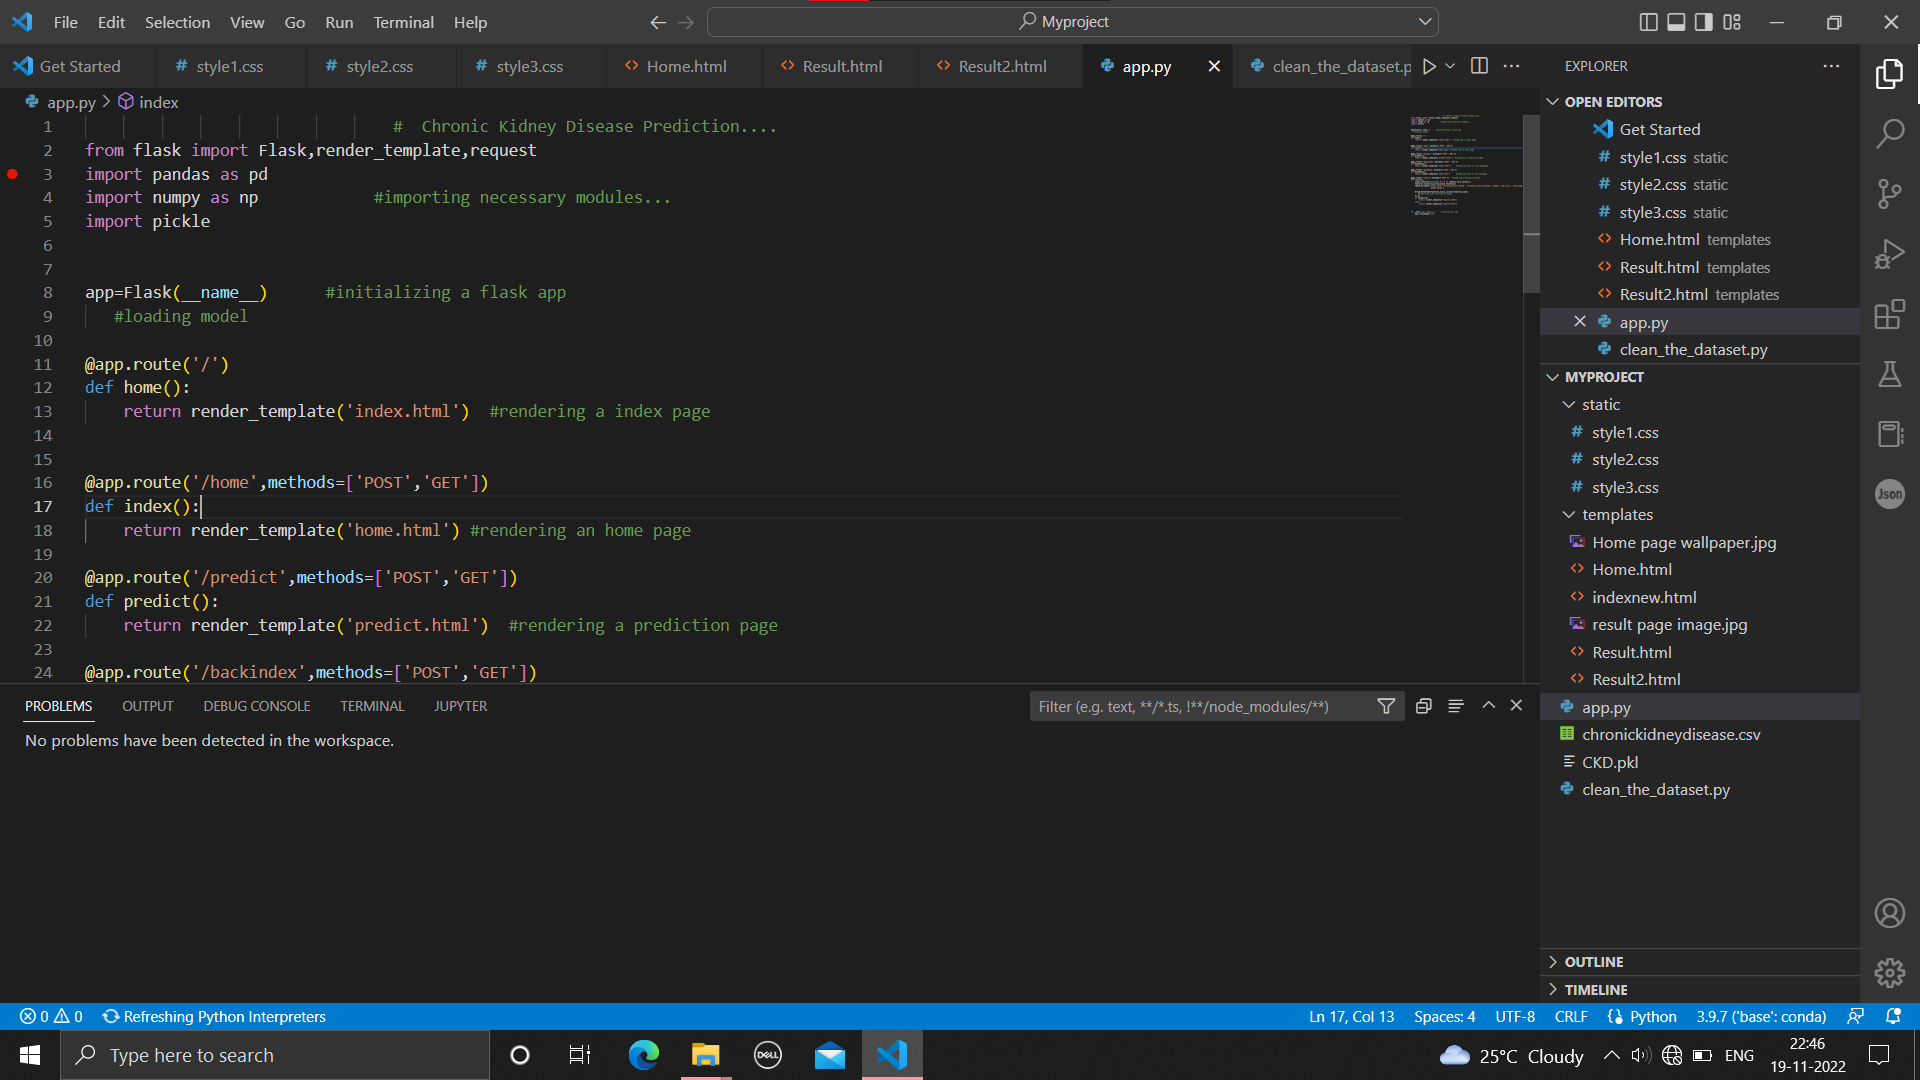 File Edit Selection View Go Run Terminal Help
Myproject
Get Started
style1.css
style2.css
style3.css
Home.html
Result.html
Result2.html
app.py
clean_the_dataset.p
app.py > index
1 # Chronic Kidney Disease Prediction....
2 from flask import Flask,render_template,request
3 import pandas as pd
4 import numpy as np #importing necessary modules...
5 import pickle
6
7
8 app=Flask(__name__) #initializing a flask app
9 #loading model
10
11 @app.route('/')
12 def home():
13 return render_template('index.html') #rendering a index page
14
15
16 @app.route('/home',methods=['POST','GET'])
17 def index():
18 return render_template('home.html') #rendering an home page
19
20 @app.route('/predict',methods=['POST','GET'])
21 def predict():
22 return render_template('predict.html') #rendering a prediction page
23
24 @app.route('/backindex',methods=['POST','GET'])
PROBLEMS OUTPUT DEBUG CONSOLE TERMINAL JUPYTER
Filter (e.g. text, **/*.ts, !**/node_modules/**)
No problems have been detected in the workspace.
EXPLORER
OPEN EDITORS
Get Started
style1.css static
style2.css static
style3.css static
Home.html templates
Result.html templates
Result2.html templates
app.py
clean_the_dataset.py
MYPROJECT
static
style1.css
style2.css
style3.css
templates
Home page wallpaper.jpg
Home.html
indexnew.html
result page image.jpg
Result.html
Result2.html
app.py
chronickidneydisease.csv
CKD.pkl
clean_the_dataset.py
OUTLINE
TIMELINE
Json
0 0 Refreshing Python Interpreters
Ln 17, Col 13 Spaces: 4 UTF-8 CRLF Python 3.9.7 ('base': conda)
Type here to search
DELL
25°C Cloudy
ENG
22:46
19-11-2022